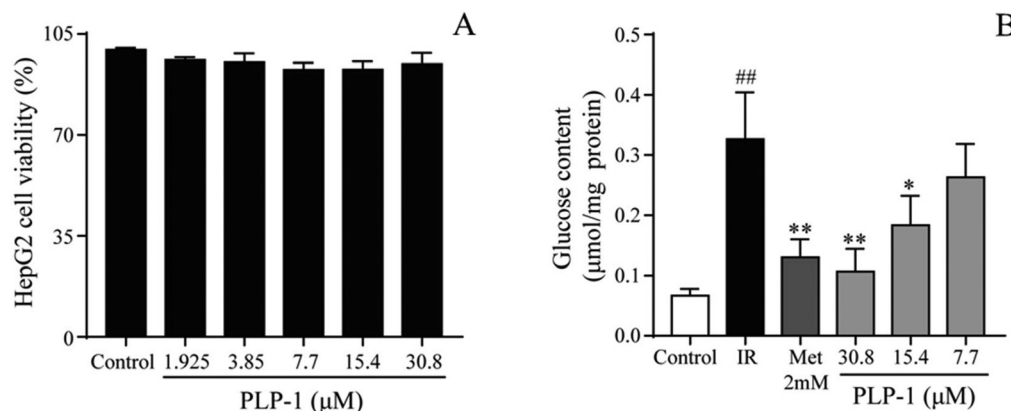 A
HepG2 cell viability (%)
105
70
35
0
Control 1.925 3.85 7.7 15.4 30.8
PLP-1 (μM)
B
Glucose content
(μmol/mg protein)
0.5
0.4
0.3
0.2
0.1
0.0
##
** ** *
Control IR Met 30.8 15.4 7.7
2mM
PLP-1 (μM)